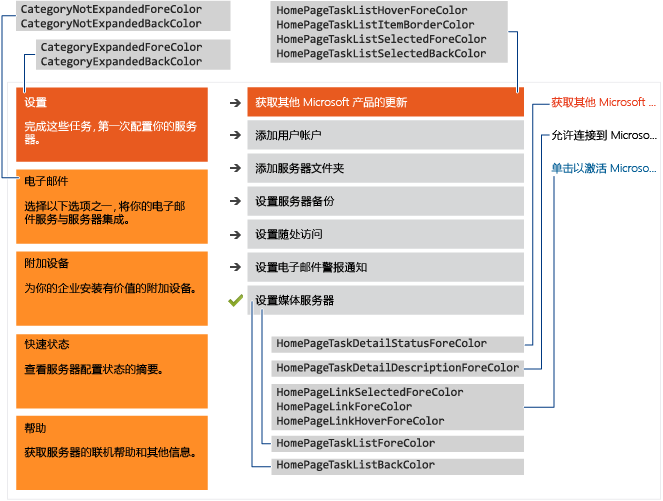 CategoryNotExpandedForeColor
CategoryNotExpandedBackColor
CategoryExpandedForeColor
CategoryExpandedBackColor
HomePageTaskListHoverForeColor
HomePageTaskListItemBorderColor
HomePageTaskListSelectedForeColor
HomePageTaskListSelectedBackColor
设置
完成这些任务，第一次配置你的服务
器。
电子邮件
选择以下选项之一，将你的电子邮
件服务与服务器集成。
附加设备
为你的企业安装有价值的附加设备。
快速状态
查看服务器配置状态的摘要。
帮助
获取服务器的联机帮助和其他信息。
获取其他 Microsoft 产品的更新
添加用户帐户
添加服务器文件夹
设置服务器备份
设置随处访问
设置电子邮件警报通知
设置媒体服务器
获取其他 Microsoft ...
允许连接到 Microso...
单击以激活 Microso...
HomePageTaskDetailStatusForeColor
HomePageTaskDetailDescriptionForeColor
HomePageLinkSelectedForeColor
HomePageLinkForeColor
HomePageLinkHoverForeColor
HomePageTaskListForeColor
HomePageTaskListBackColor